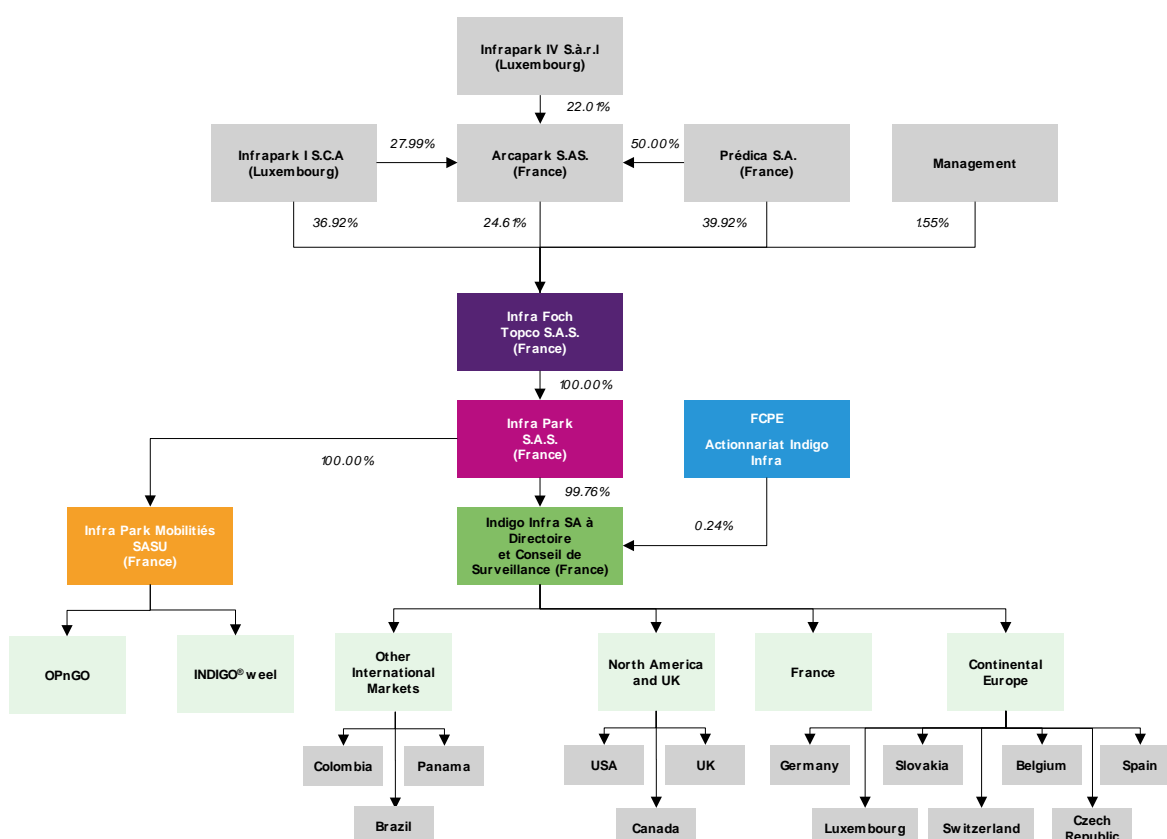 Infrapark IV S.à.r.l
(Luxembourg)
22.01%
Infrapark I S.C.A
(Luxembourg)
27.99%
Arcapark S.AS.
(France)
50.00%
Prédica S.A.
(France)
Management
36.92%
24.61%
39.92%
1.55%
Infra Foch
Topco S.A.S.
(France)
100.00%
Infra Park
S.A.S.
(France)
FCPE
Actionnariat Indigo
Infra
100.00%
99.76%
Infra Park Mobilitiés
SASU
(France)
Indigo Infra SA à
Directoire
et Conseil de
Surveillance (France)
0.24%
OPnGO
INDIGO® weel
Other
International
Markets
North America
and UK
France
Continental
Europe
Colombia
Panama
USA
UK
Germany
Slovakia
Belgium
Spain
Brazil
Canada
Luxembourg
Switzerland
Czech
Republic